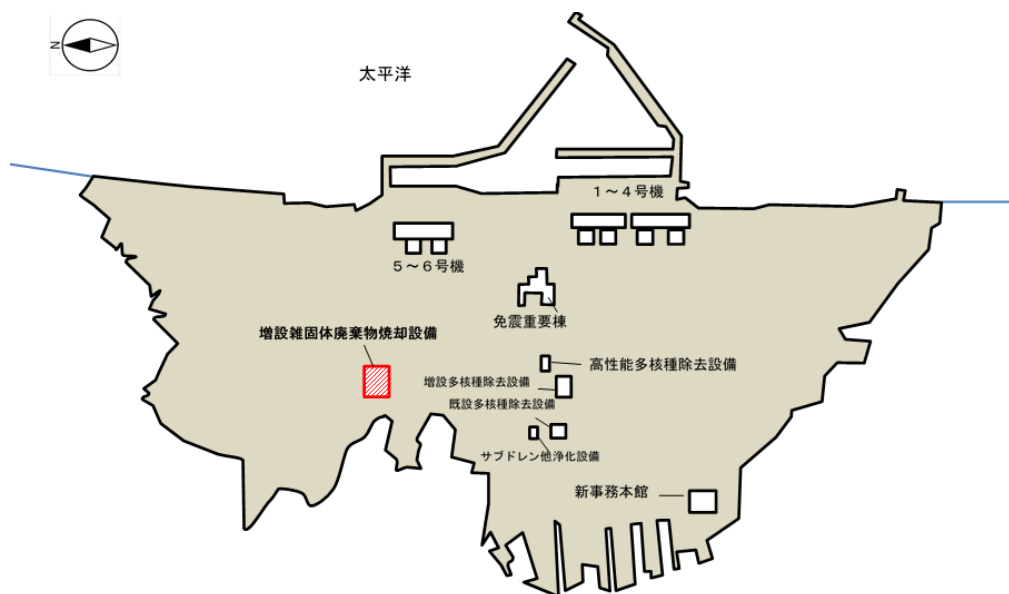 N
太平洋
１～４号機
５～６号機
免震重要棟
増設雑固体廃棄物焼却設備
高性能多核種除去設備
増設多核種除去設備
既設多核種除去設備
サブドレン他浄化設備
新事務本館